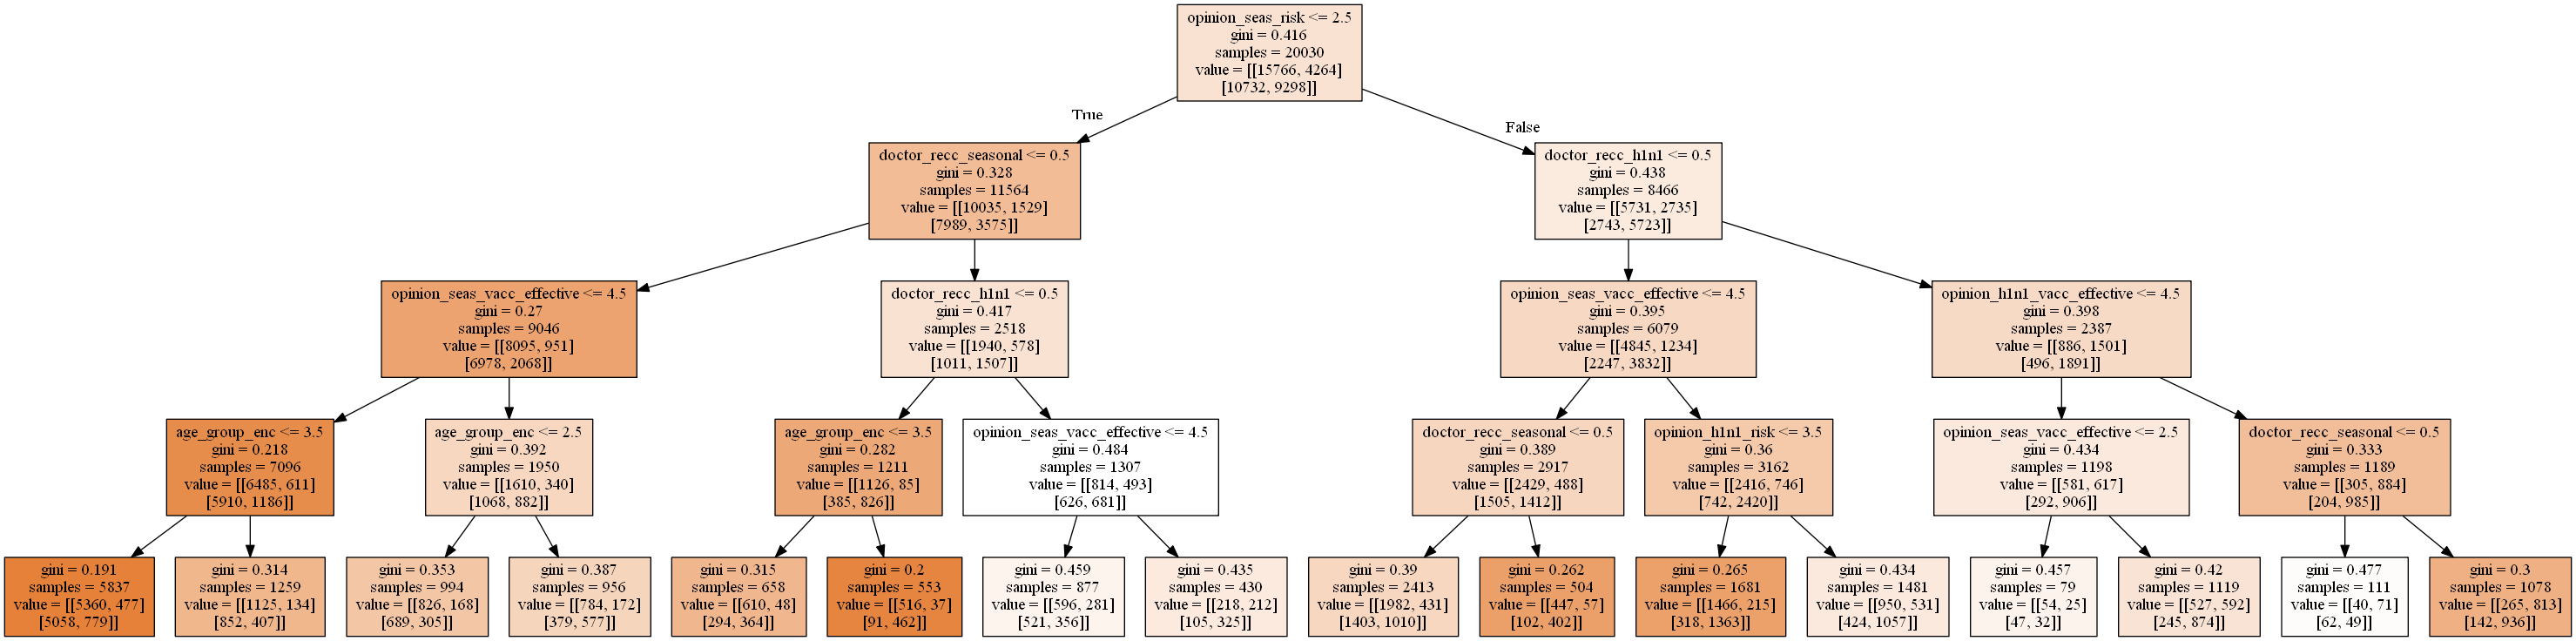 opinion_seas_risk <= 2.5
gini = 0.416
samples = 20030
value = [[15766, 4264]
[10732, 9298]]
True
False
doctor_recc_seasonal <= 0.5
gini = 0.328
samples = 11564
value = [[10035, 1529]
[7989, 3575]]
doctor_recc_h1n1 <= 0.5
gini = 0.438
samples = 8466
value = [[5731, 2735]
[2743, 5723]]
opinion_seas_vacc_effective <= 4.5
gini = 0.27
samples = 9046
value = [[8095, 951]
[6978, 2068]]
doctor_recc_h1n1 <= 0.5
gini = 0.417
samples = 2518
value = [[1940, 578]
[1011, 1507]]
opinion_seas_vacc_effective <= 4.5
gini = 0.395
samples = 6079
value = [[4845, 1234]
[2247, 3832]]
opinion_h1n1_vacc_effective <= 4.5
gini = 0.398
samples = 2387
value = [[886, 1501]
[496, 1891]]
age_group_enc <= 3.5
gini = 0.218
samples = 7096
value = [[6485, 611]
[5910, 1186]]
age_group_enc <= 2.5
gini = 0.392
samples = 1950
value = [[1610, 340]
[1068, 882]]
age_group_enc <= 3.5
gini = 0.282
samples = 1211
value = [[1126, 85]
[385, 826]]
opinion_seas_vacc_effective <= 4.5
gini = 0.484
samples = 1307
value = [[814, 493]
[626, 681]]
doctor_recc_seasonal <= 0.5
gini = 0.389
samples = 2917
value = [[2429, 488]
[1505, 1412]]
opinion_h1n1_risk <= 3.5
gini = 0.36
samples = 3162
value = [[2416, 746]
[742, 2420]]
opinion_seas_vacc_effective <= 2.5
gini = 0.434
samples = 1198
value = [[581, 617]
[292, 906]]
doctor_recc_seasonal <= 0.5
gini = 0.333
samples = 1189
value = [[305, 884]
[204, 985]]
gini = 0.191
samples = 5837
value = [[5360, 477]
[5058, 779]]
gini = 0.314
samples = 1259
value = [[1125, 134]
[852, 407]]
gini = 0.353
samples = 994
value = [[826, 168]
[689, 305]]
gini = 0.387
samples = 956
value = [[784, 172]
[379, 577]]
gini = 0.315
samples = 658
value = [[610, 48]
[294, 364]]
gini = 0.2
samples = 553
value = [[516, 37]
[91, 462]]
gini = 0.459
samples = 877
value = [[596, 281]
[521, 356]]
gini = 0.435
samples = 430
value = [[218, 212]
[105, 325]]
gini = 0.39
samples = 2413
value = [[1982, 431]
[1403, 1010]]
gini = 0.262
samples = 504
value = [[447, 57]
[102, 402]]
gini = 0.265
samples = 1681
value = [[1466, 215]
[318, 1363]]
gini = 0.434
samples = 1481
value = [[950, 531]
[424, 1057]]
gini = 0.457
samples = 79
value = [[54, 25]
[47, 32]]
gini = 0.42
samples = 1119
value = [[527, 592]
[245, 874]]
gini = 0.477
samples = 111
value = [[40, 71]
[62, 49]]
gini = 0.3
samples = 1078
value = [[265, 813]
[142, 936]]